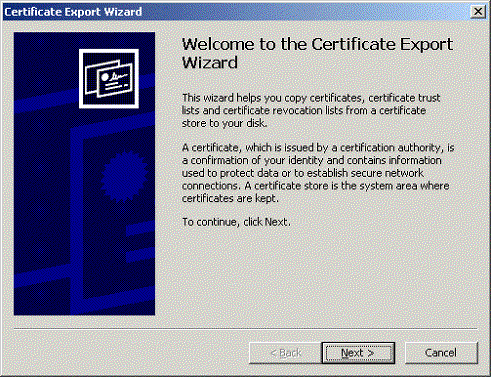 Certificate Export Wizard
Welcome to the Certificate Export
Wizard
This wizard helps you copy certificates, certificate trust
lists and certificate revocation lists from a certificate
store to your disk.
A certificate, which is issued by a certification authority, is
a confirmation of your identity and contains information
used to protect data or to establish secure network
connections. A certificate store is the system area where
certificates are kept.
To continue, click Next.
< Back
Next >
Cancel